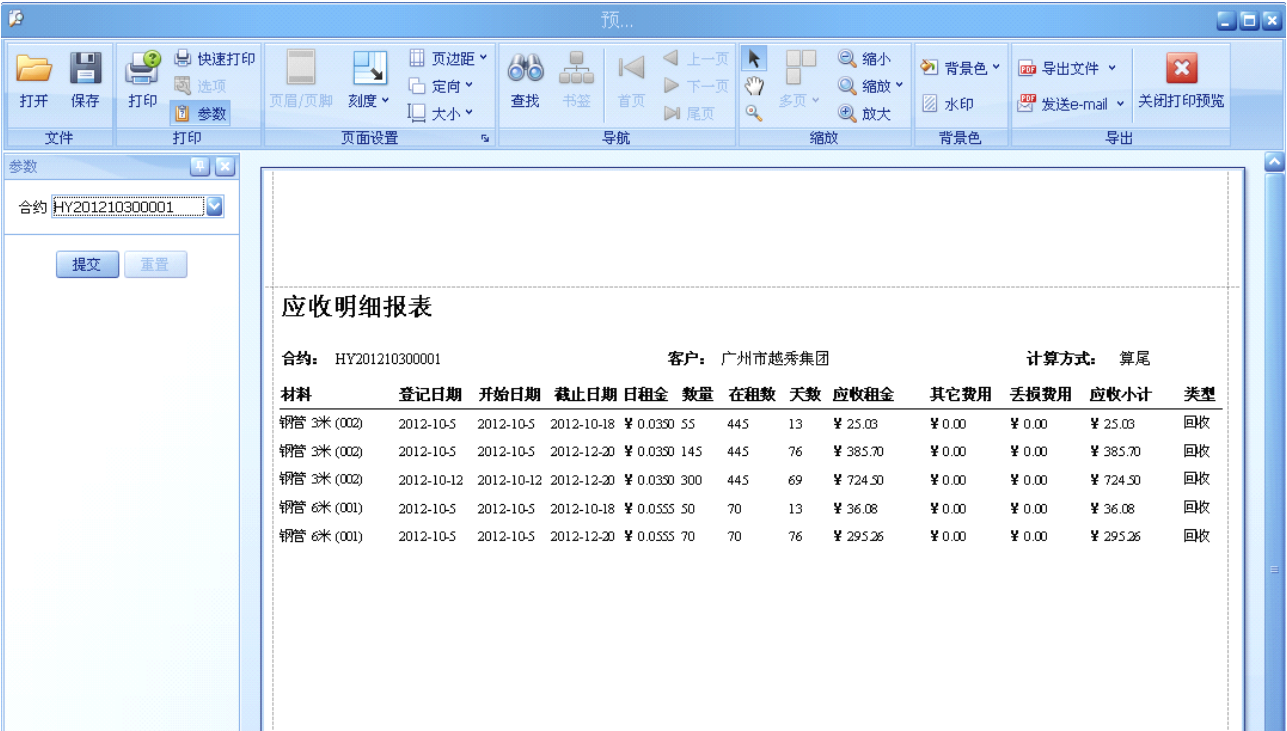 预...
打开 保存 打印 快速打印 选项 参数 页眉/页脚 刻度 页边距 定向 大小 查找 书签 首页 上一页 下一页 尾页 多页 缩小 缩放 放大 背景色 水印 导出文件 发送e-mail 关闭打印预览
文件 打印 页面设置 导航 缩放 背景色 导出
参数
合约 HY201210300001
提交 重置
应收明细报表
合约: HY201210300001 客户: 广州市越秀集团 计算方式: 算尾
材料 登记日期 开始日期 截止日期 日租金 数量 在租数 天数 应收租金 其它费用 丢损费用 应收小计 类型
钢管 3米 (002) 2012-10-5 2012-10-5 2012-10-18 ¥ 0.0350 55 445 13 ¥ 25.03 ¥ 0.00 ¥ 0.00 ¥ 25.03 回收
钢管 3米 (002) 2012-10-5 2012-10-5 2012-12-20 ¥ 0.0350 145 445 76 ¥ 385.70 ¥ 0.00 ¥ 0.00 ¥ 385.70 回收
钢管 3米 (002) 2012-10-12 2012-10-12 2012-12-20 ¥ 0.0350 300 445 69 ¥ 724.50 ¥ 0.00 ¥ 0.00 ¥ 724.50 回收
钢管 6米 (001) 2012-10-5 2012-10-5 2012-10-18 ¥ 0.0555 50 70 13 ¥ 36.08 ¥ 0.00 ¥ 0.00 ¥ 36.08 回收
钢管 6米 (001) 2012-10-5 2012-10-5 2012-12-20 ¥ 0.0555 70 70 76 ¥ 295.26 ¥ 0.00 ¥ 0.00 ¥ 295.26 回收